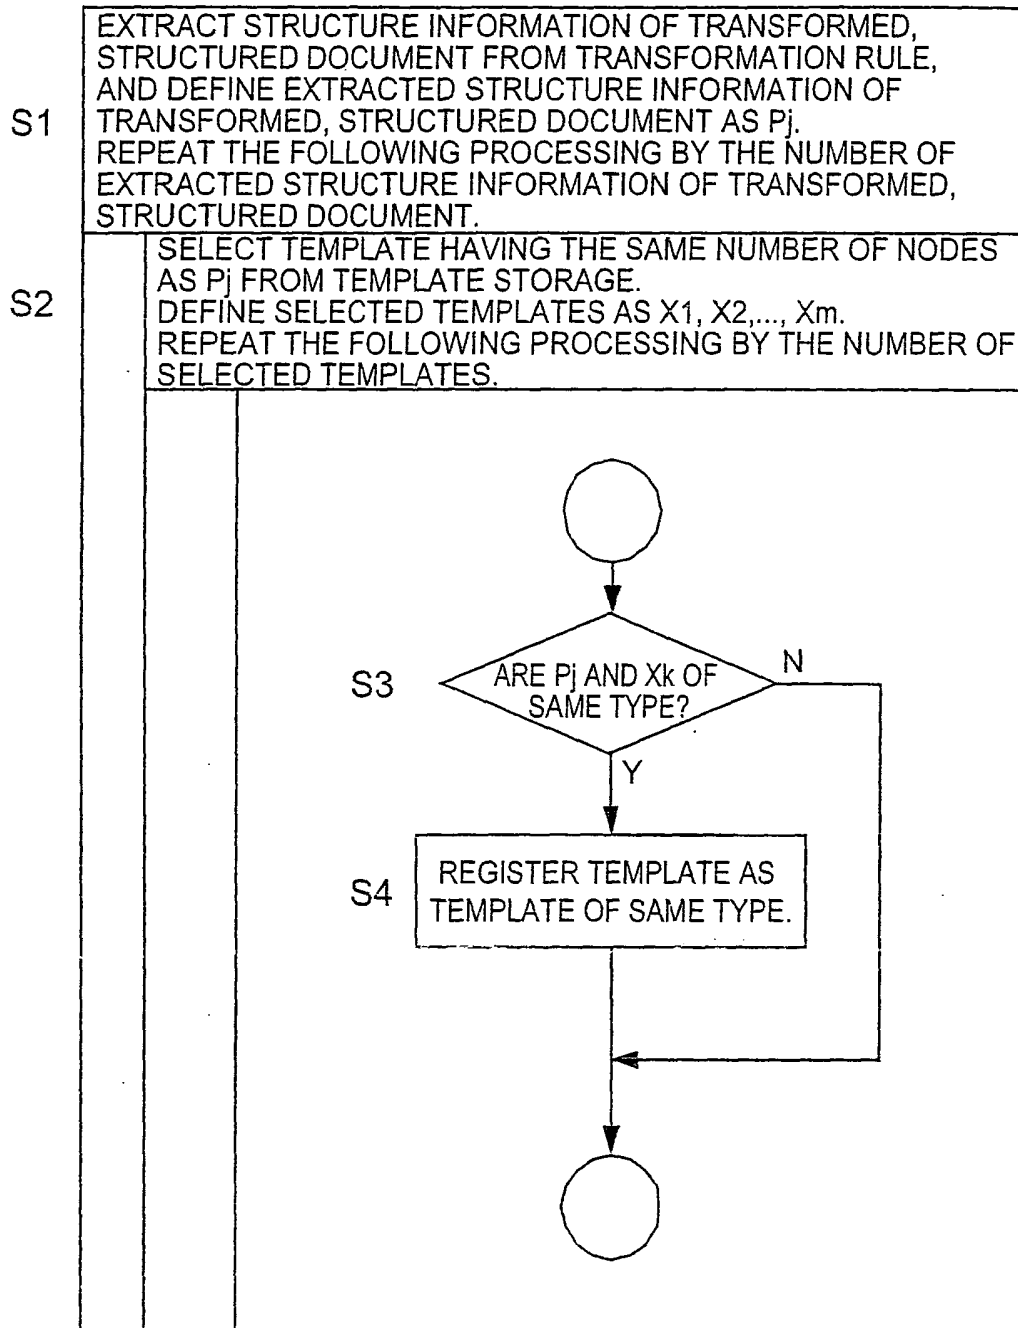 EXTRACT STRUCTURE INFORMATION OF TRANSFORMED,
STRUCTURED DOCUMENT FROM TRANSFORMATION RULE,
AND DEFINE EXTRACTED STRUCTURE INFORMATION OF
S1 TRANSFORMED, STRUCTURED DOCUMENT AS Pj.
REPEAT THE FOLLOWING PROCESSING BY THE NUMBER OF
EXTRACTED STRUCTURE INFORMATION OF TRANSFORMED,
STRUCTURED DOCUMENT.
SELECT TEMPLATE HAVING THE SAME NUMBER OF NODES
AS Pj FROM TEMPLATE STORAGE.
S2 DEFINE SELECTED TEMPLATES AS X1, X2,..., Xm.
REPEAT THE FOLLOWING PROCESSING BY THE NUMBER OF
SELECTED TEMPLATES.
S3 ARE Pj AND Xk OF N
SAME TYPE?
Y
S4 REGISTER TEMPLATE AS
TEMPLATE OF SAME TYPE.